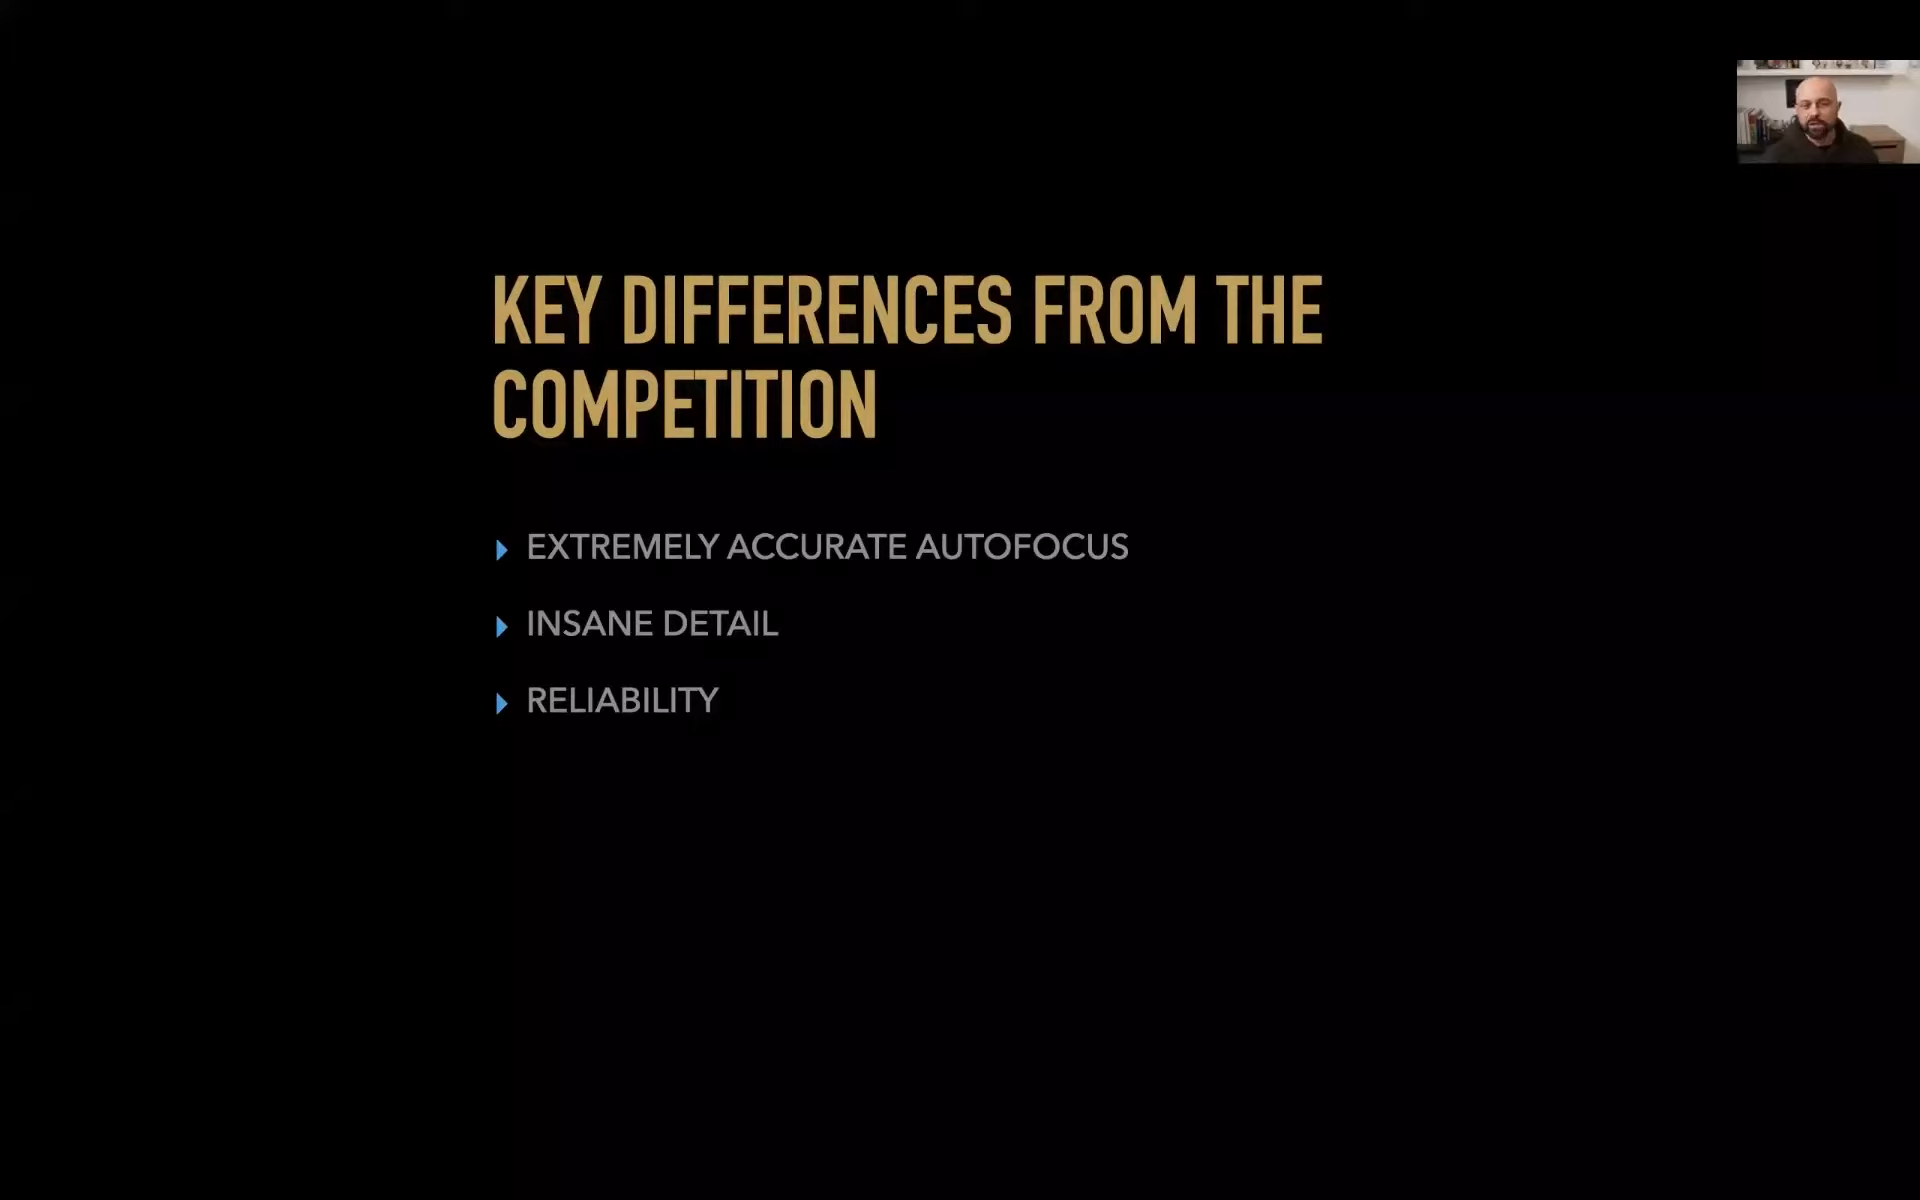 KEY DIFFERENCES FROM THE
COMPETITION
EXTREMELY ACCURATE AUTOFOCUS
INSANE DETAIL
RELIABILITY